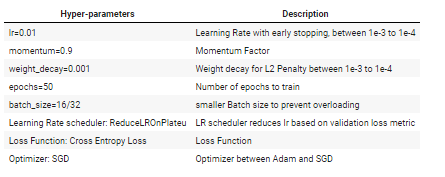 Hyper-parameters Description
lr=0.01 Learning Rate with early stopping, between 1e-3 to 1e-4
momentum=0.9 Momentum Factor
weight_decay=0.001 Weight decay for L2 Penalty between 1e-3 to 1e-4
epochs=50 Number of epochs to train
batch_size=16/32 smaller Batch size to prevent overloading
Learning Rate scheduler: ReduceLROnPlateu LR scheduler reduces lr based on validation loss metric
Loss Function: Cross Entropy Loss Loss Function
Optimizer: SGD Optimizer between Adam and SGD